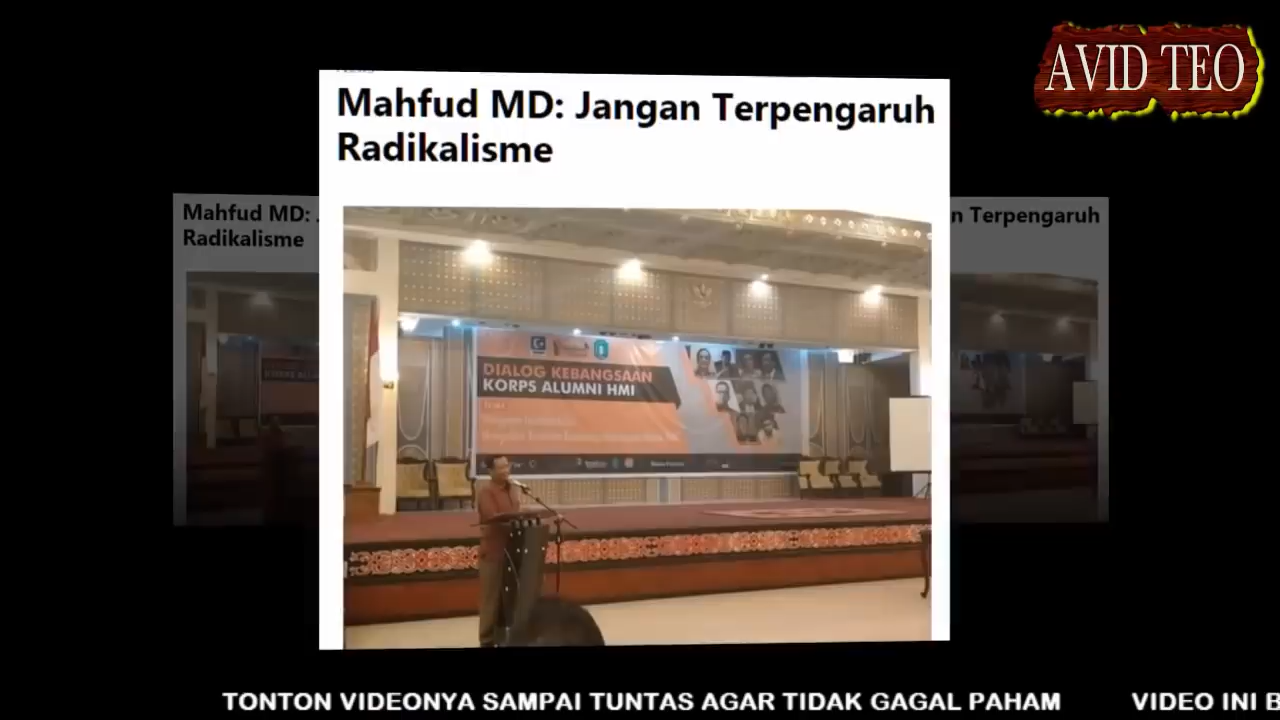 AVID TEO
Mahfud MD: Jangan Terpengaruh
Radikalisme
Mahfud MD:
Radikalisme
n Terpengaruh
DIALOG KEBANGSAAN
KORPS ALUMNI HMI
TONTON VIDEONYA SAMPAI TUNTAS AGAR TIDAK GAGAL PAHAM
VIDEO INI B